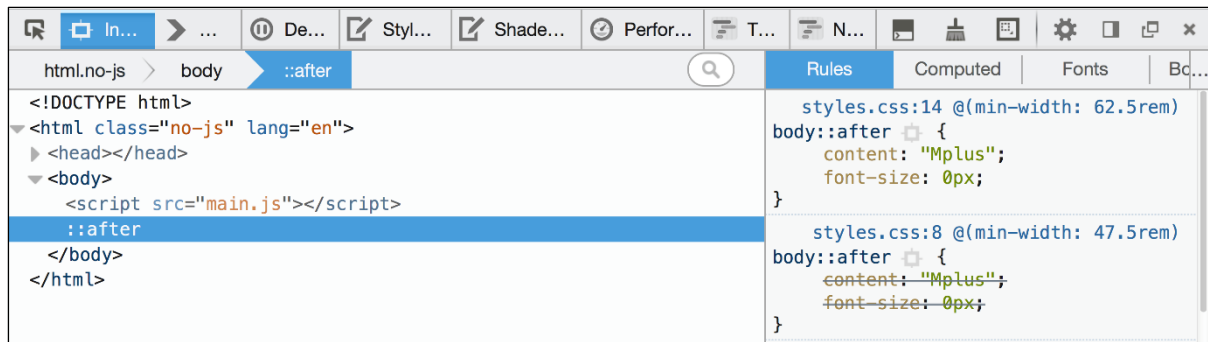 In... ... De... Styl... Shade... Perfor... T... N...
html.no-js body ::after
Rules Computed Fonts Bo...
<!DOCTYPE html>
<html class="no-js" lang="en">
<head></head>
<body>
<script src="main.js"></script>
::after
</body>
</html>
styles.css:14 @(min-width: 62.5rem)
body::after {
content: "Mplus";
font-size: 0px;
}
styles.css:8 @(min-width: 47.5rem)
body::after {
content: "Mplus";
font-size: 0px;
}